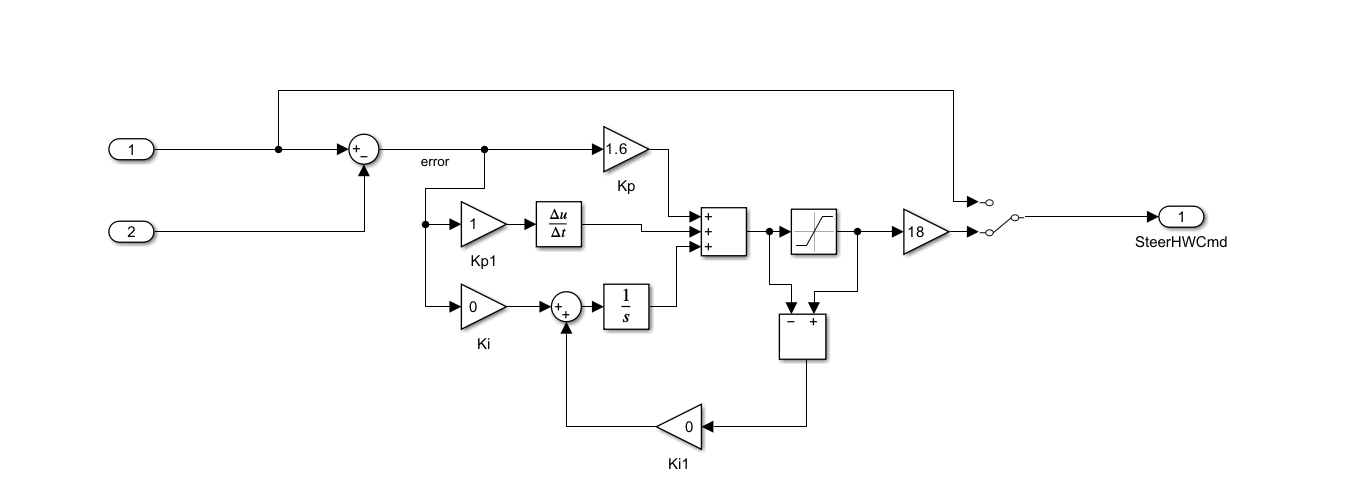 1
+
−
error
1.6
Kp
2
1
Δu
Δt
Kp1
+
+
+
18
1
SteerHWCmd
0
Ki
+
+
1
s
− +
0
Ki1